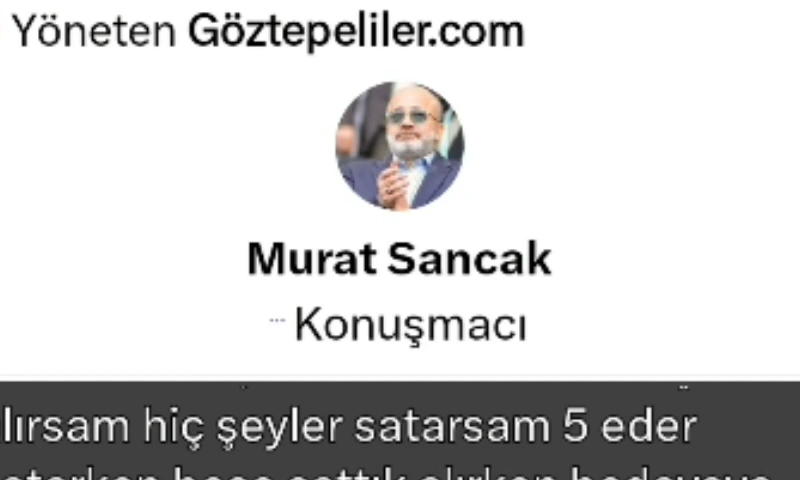 Yöneten Göztepeliler.com
Murat Sancak
Konuşmacı
lırsam hiç şeyler satarsam 5 eder